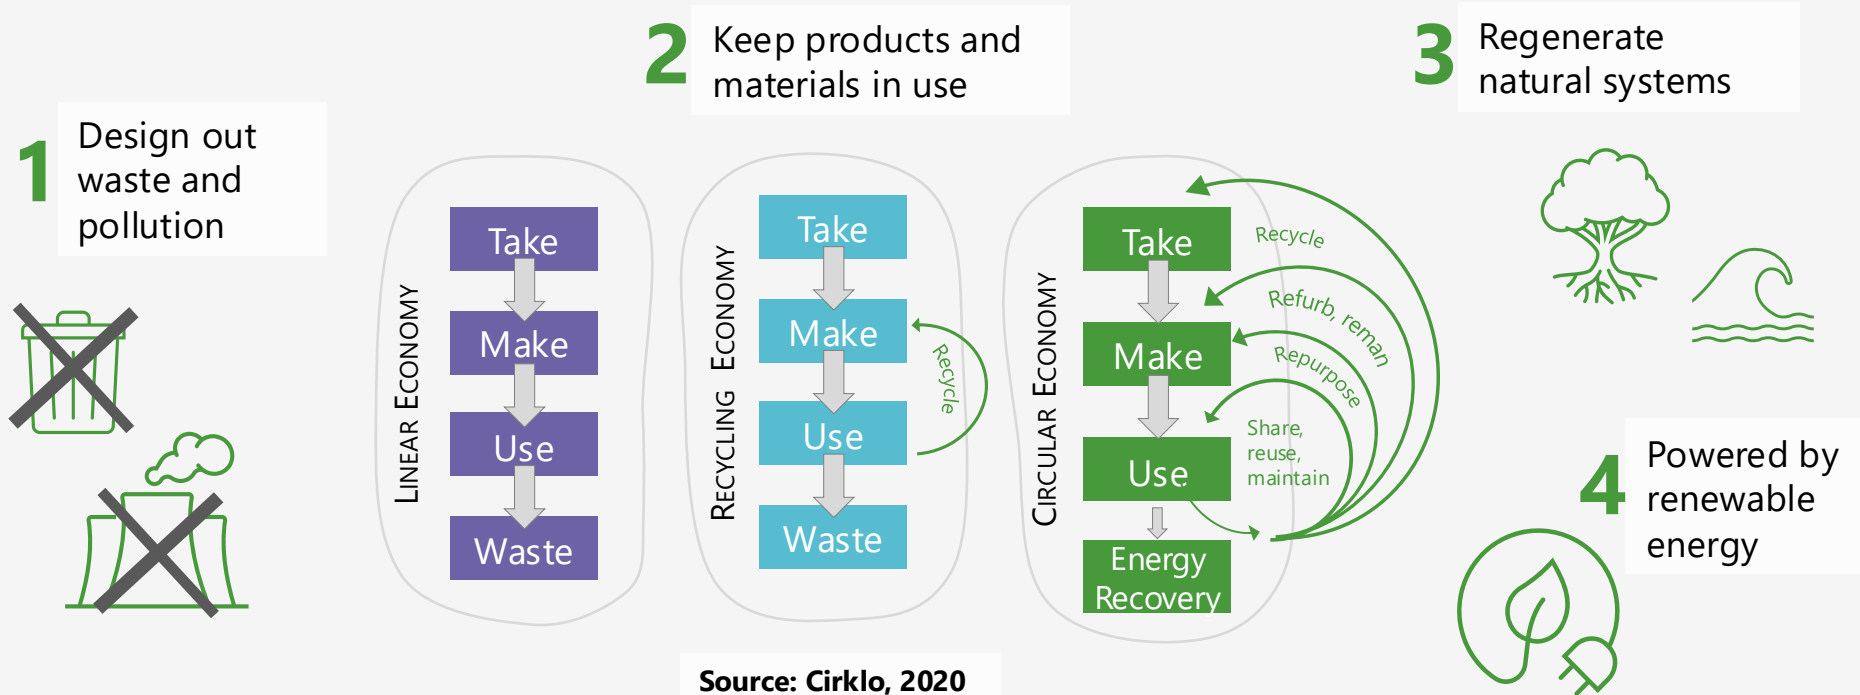 1
Design out
waste and
pollution
2
Keep products and
materials in use
3
Regenerate
natural systems
4
Powered by
renewable
energy
LINEAR ECONOMY
Take
Make
Use
Waste
RECYCLING ECONOMY
Take
Make
Use
Waste
Recycle
CIRCULAR ECONOMY
Take
Make
Use
Energy
Recovery
Recycle
Refurb, reman
Repurpose
Share,
reuse,
maintain
Source: Cirklo, 2020